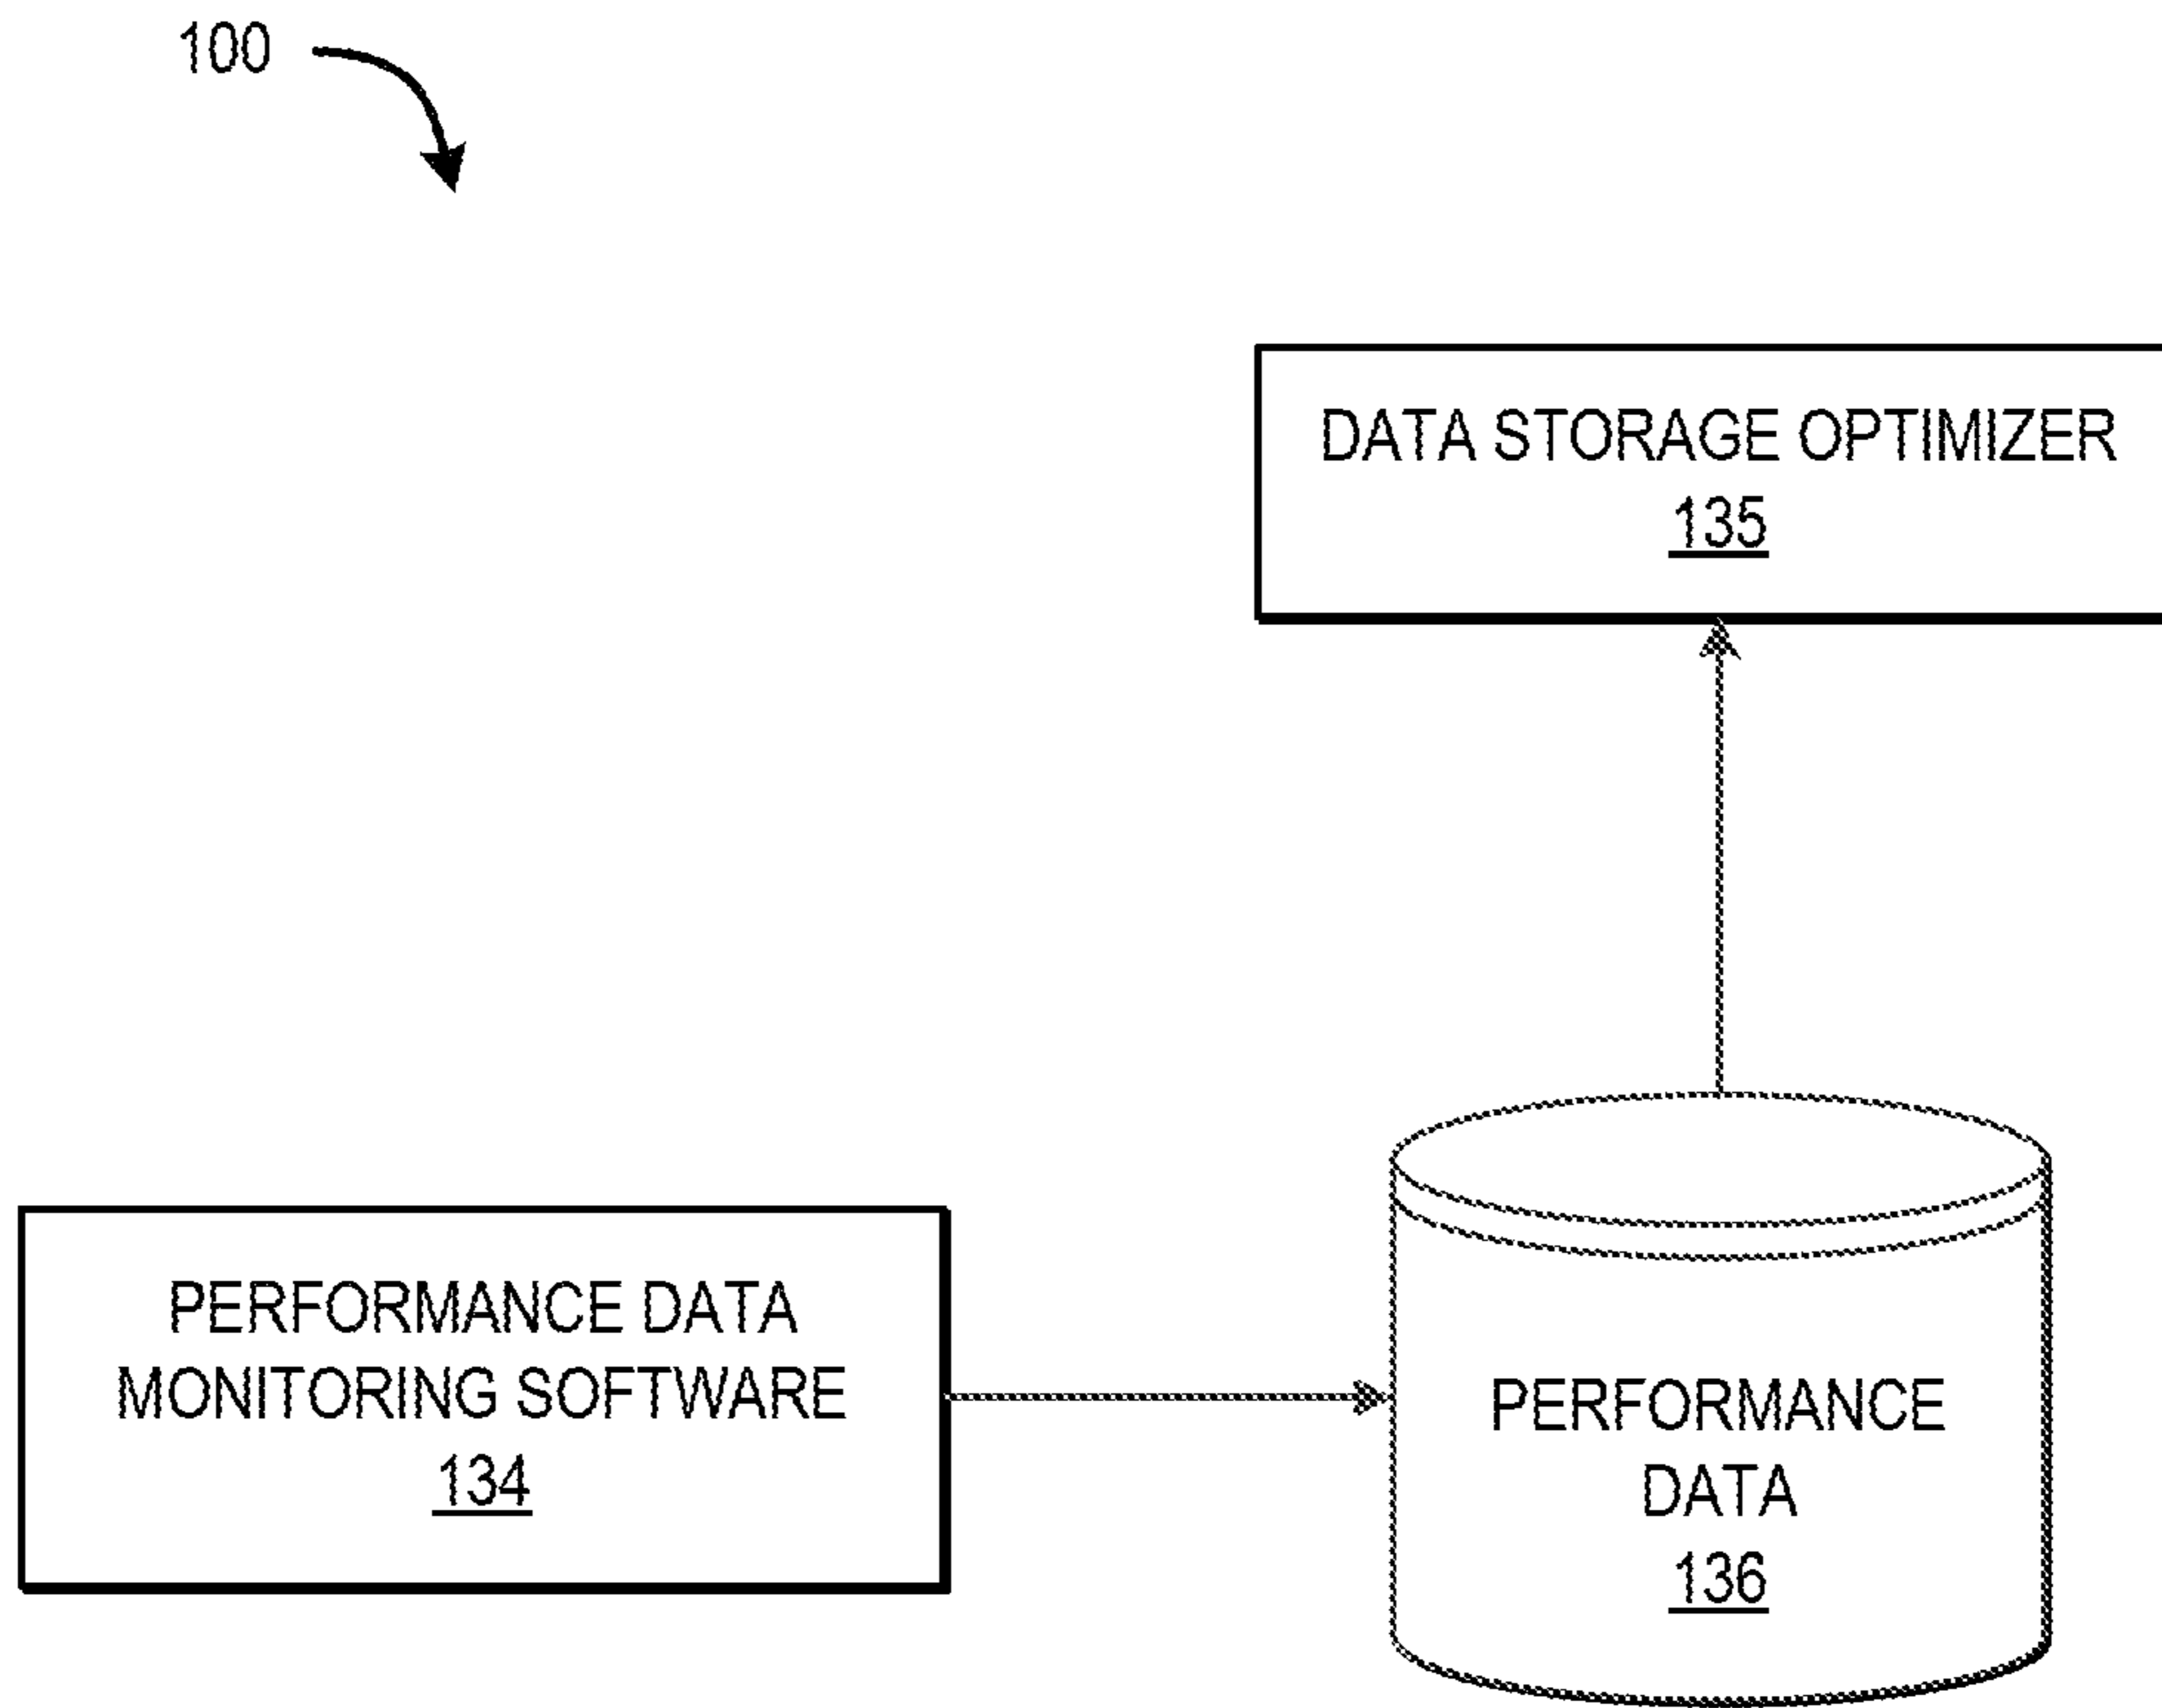 100
DATA STORAGE OPTIMIZER
135
PERFORMANCE DATA
MONITORING SOFTWARE
134
PERFORMANCE
DATA
136